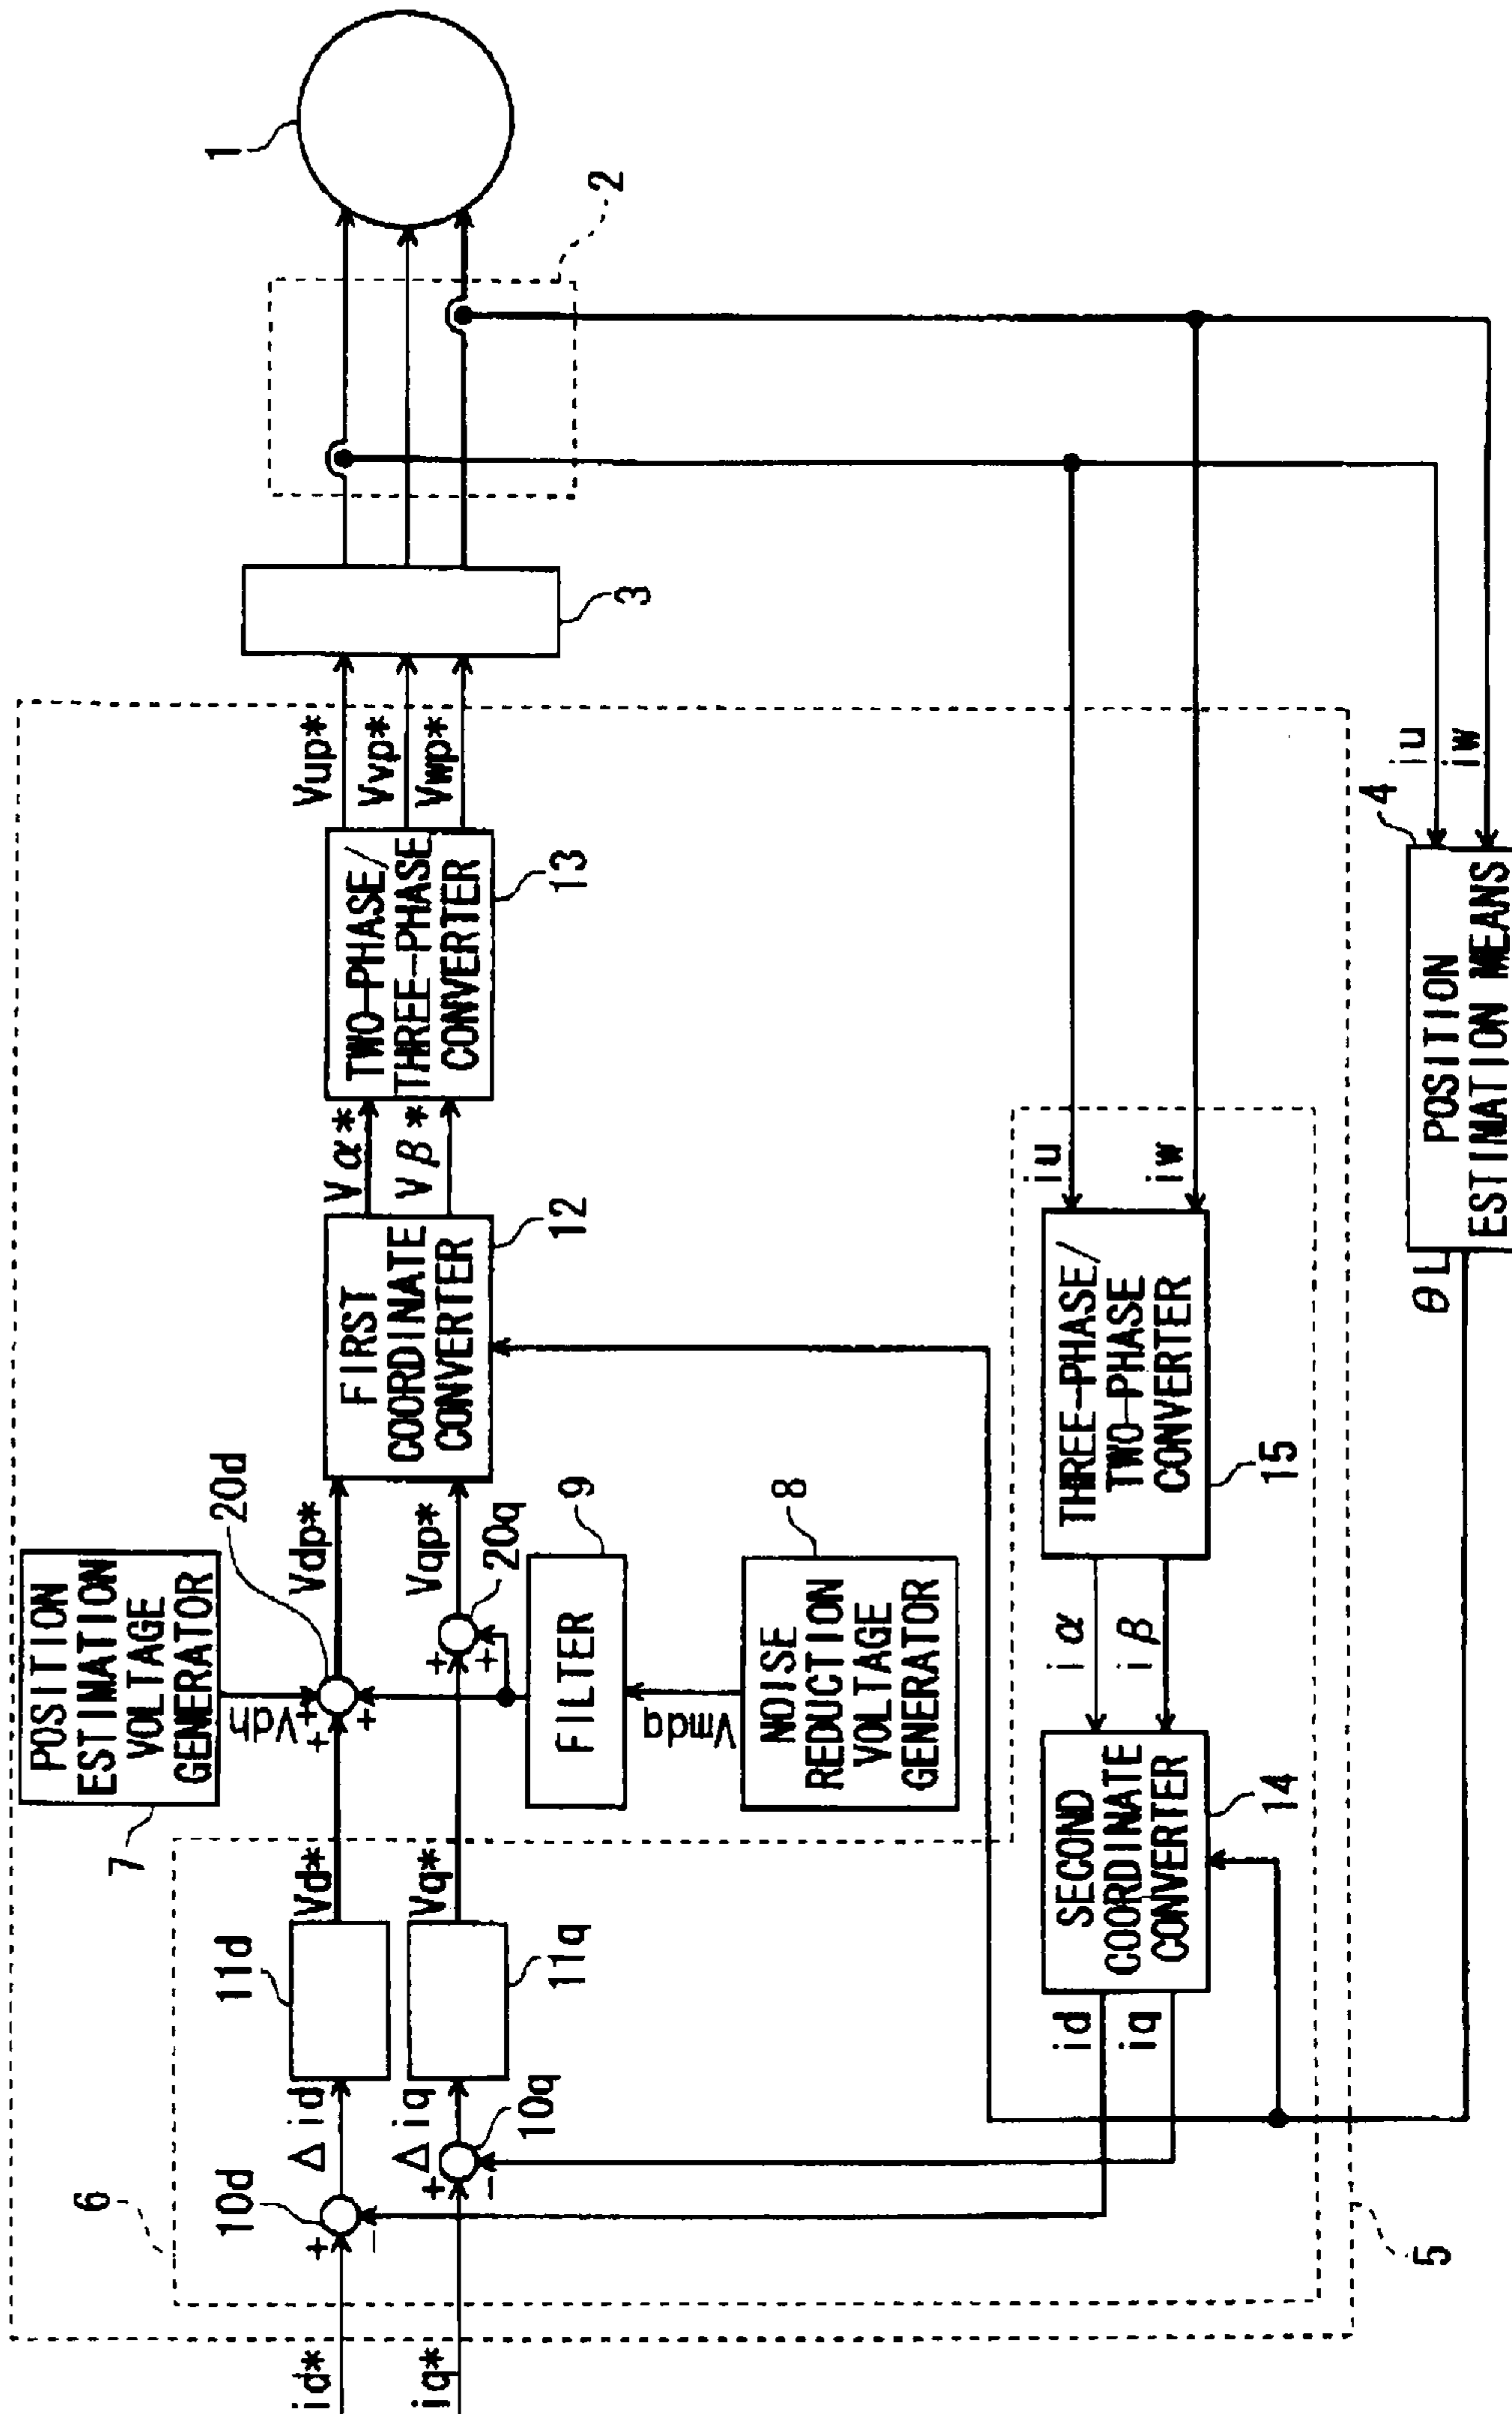 id*
iq*
6
10d
+
−
Δid
+
−
Δiq
10q
11d
11q
Vd*
Vq*
7
POSITION
ESTIMATION
VOLTAGE
GENERATOR
Vdh
+
+
+
20d
Vdp*
+
+
20q
Vqp*
FILTER
9
Vmdq
NOISE
REDUCTION
VOLTAGE
GENERATOR
8
FIRST
COORDINATE
CONVERTER
12
Vα*
Vβ*
TWO-PHASE/
THREE-PHASE
CONVERTER
13
Vup*
Vvp*
Vwp*
3
2
1
id
iq
SECOND
COORDINATE
CONVERTER
14
iα
iβ
THREE-PHASE/
TWO-PHASE
CONVERTER
15
iu
iw
5
θL
POSITION
ESTIMATION MEANS
4
iu
iw